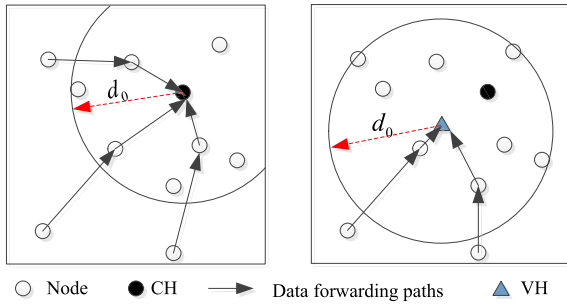 d₀
d₀
Node
CH
Data forwarding paths
VH